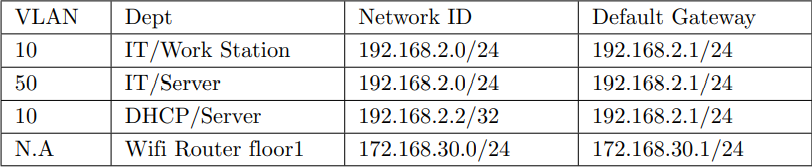 VLAN Dept Network ID Default Gateway
10 IT/Work Station 192.168.2.0/24 192.168.2.1/24
50 IT/Server 192.168.2.0/24 192.168.2.1/24
10 DHCP/Server 192.168.2.2/32 192.168.2.1/24
N.A Wifi Router floor1 172.168.30.0/24 172.168.30.1/24